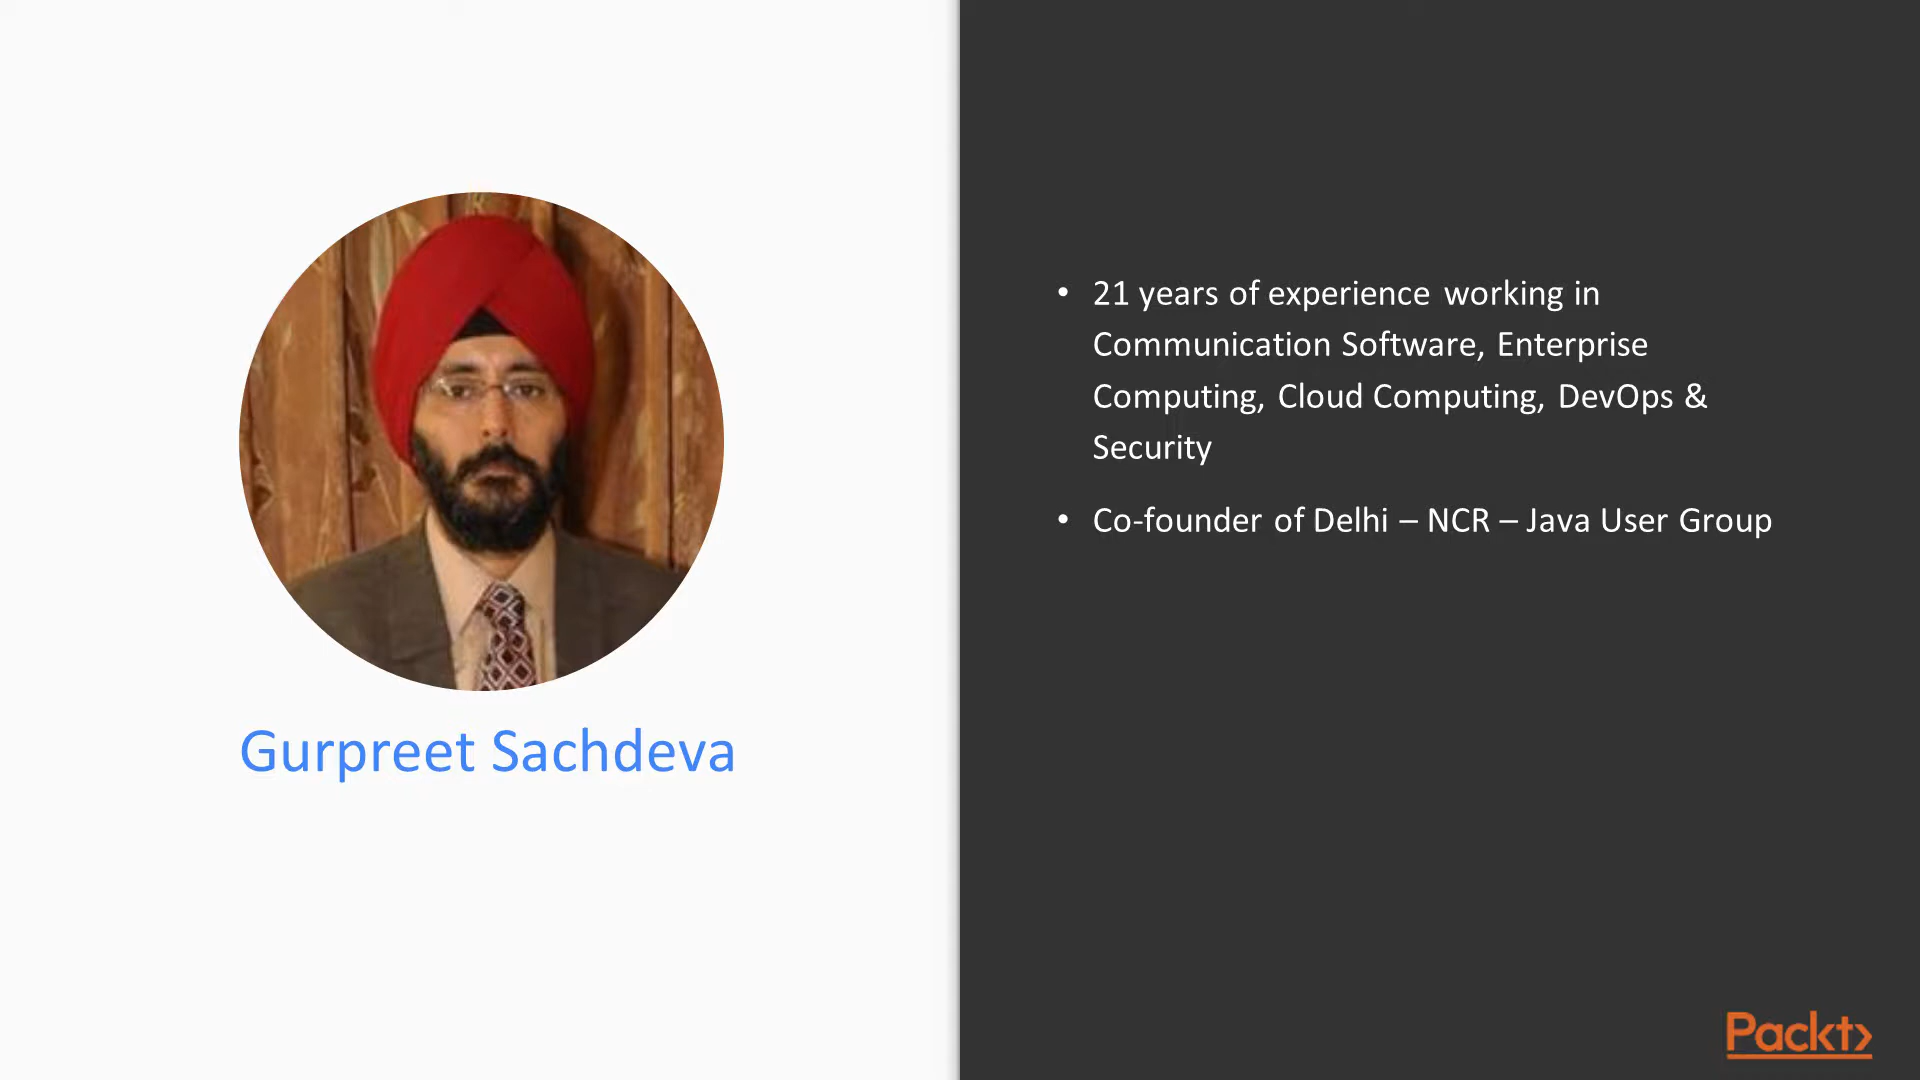 Gurpreet Sachdeva
• 21 years of experience working in
Communication Software, Enterprise
Computing, Cloud Computing, DevOps &
Security
• Co-founder of Delhi – NCR – Java User Group
Packt>